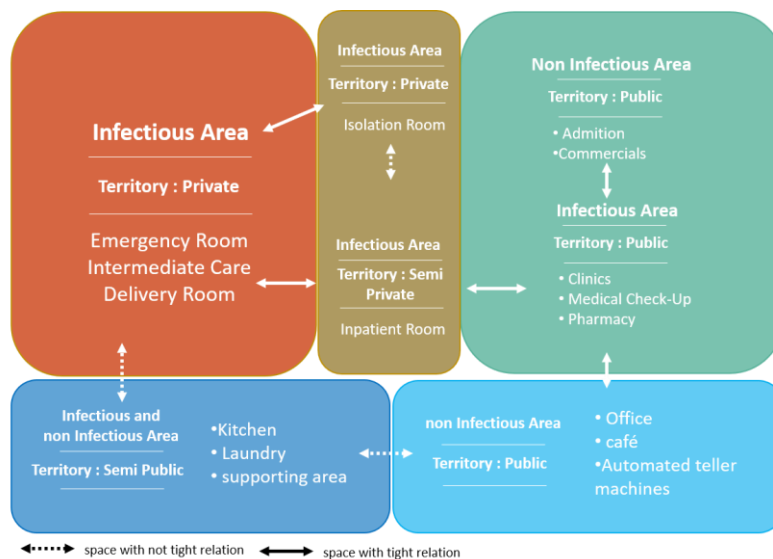 Infectious Area
Territory : Private
Emergency Room
Intermediate Care
Delivery Room
Infectious Area
Territory : Private
Isolation Room
Infectious Area
Territory : Semi
Private
Inpatient Room
Non Infectious Area
Territory : Public
• Admition
•Commercials
Infectious Area
Territory : Public
• Clinics
• Medical Check-Up
• Pharmacy
Infectious and
non Infectious Area
Territory : Semi Public
•Kitchen
• Laundry
• supporting area
non Infectious Area
Territory : Public
• Office
• café
•Automated teller
machines
space with not tight relation
space with tight relation